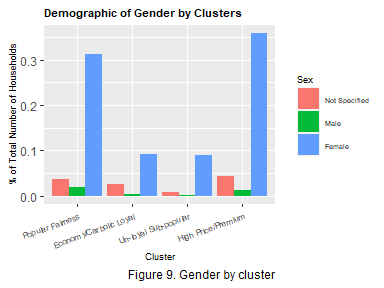 Demographic of Gender by Clusters
% of Total Number of Households
0.3
0.2
0.1
0.0
Popular Fairness
Economy/Carbolic Loyal
Un-loyal Sub-popular
High Price/Premium
Cluster
Sex
Not Specified
Male
Female
Figure 9. Gender by cluster